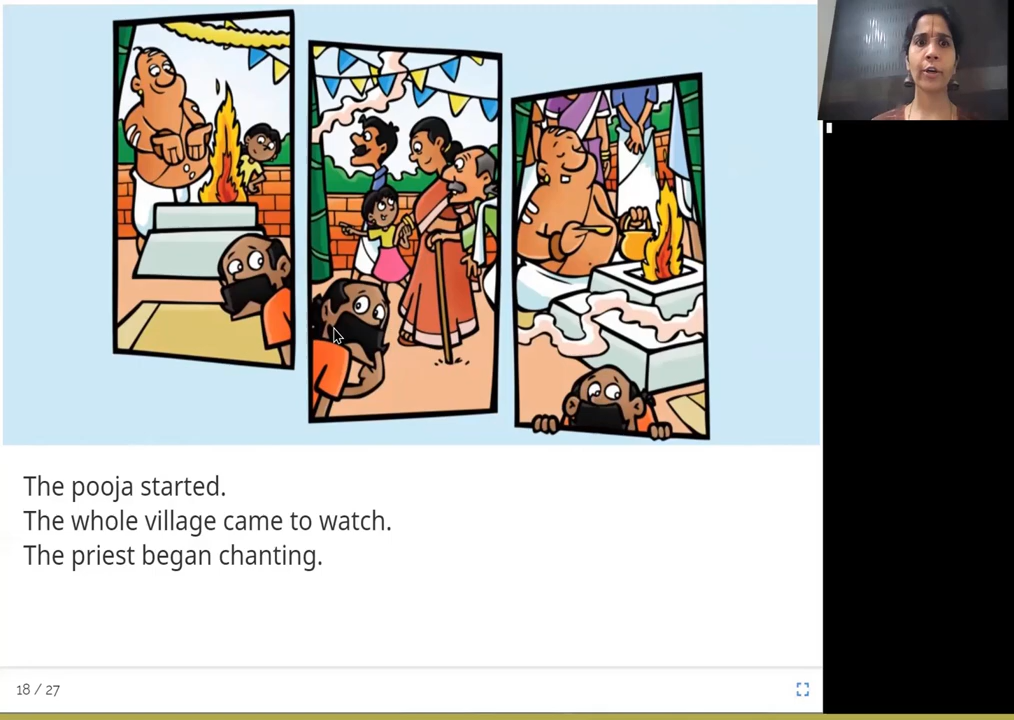 The pooja started.
The whole village came to watch.
The priest began chanting.
18 / 27